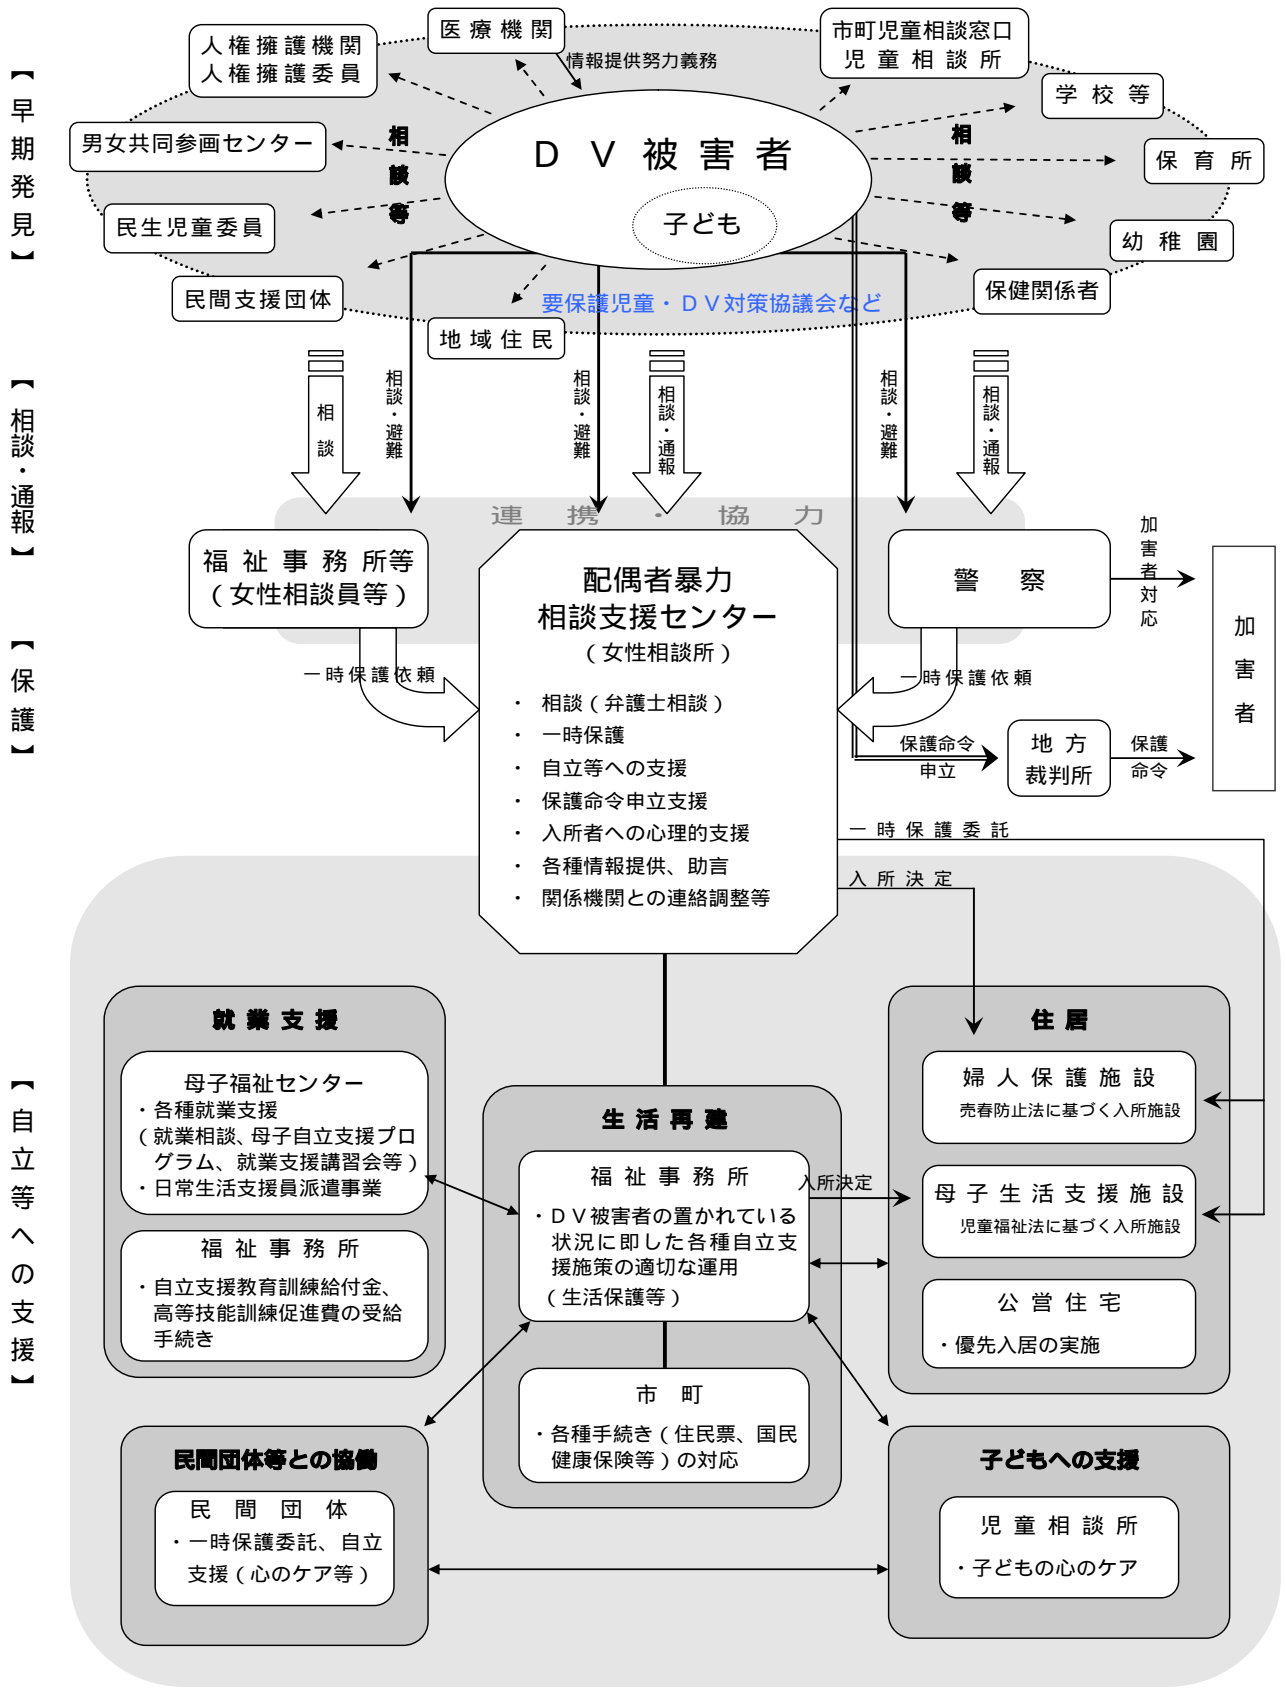 【早期発見】
医療機関
人権擁護機関
人権擁護委員
市町児童相談窓口
児童相談所
情報提供努力義務
学校等
男女共同参画センター
相談等
DV被害者
子ども
相談等
保育所
民生児童委員
幼稚園
民間支援団体
保健関係者
要保護児童・DV対策協議会など
地域住民
【相談・通報】
相談
相談・避難
相談・避難
相談・通報
相談・避難
相談・通報
連携・協力
福祉事務所等
(女性相談員等)
配偶者暴力
相談支援センター
(女性相談所)
・ 相談(弁護士相談)
・ 一時保護
・ 自立等への支援
・ 保護命令申立支援
・ 入所者への心理的支援
・ 各種情報提供、助言
・ 関係機関との連絡調整等
警察
加害者対応
加害者
【保護】
一時保護依頼
一時保護依頼
保護命令
申立
地方
裁判所
保護
命令
一時保護委託
入所決定
【自立等への支援】
就業支援
母子福祉センター
・各種就業支援
(就業相談、母子自立支援プロ
グラム、就業支援講習会等)
・日常生活支援員派遣事業
福祉事務所
・自立支援教育訓練給付金、
高等技能訓練促進費の受給
手続き
生活再建
福祉事務所
・DV被害者の置かれている
状況に即した各種自立支
援施策の適切な運用
(生活保護等)
入所決定
市町
・各種手続き(住民票、国民
健康保険等)の対応
住居
婦人保護施設
売春防止法に基づく入所施設
母子生活支援施設
児童福祉法に基づく入所施設
公営住宅
・優先入居の実施
民間団体等との協働
民間団体
・一時保護委託、自立
支援(心のケア等)
子どもへの支援
児童相談所
・子どもの心のケア